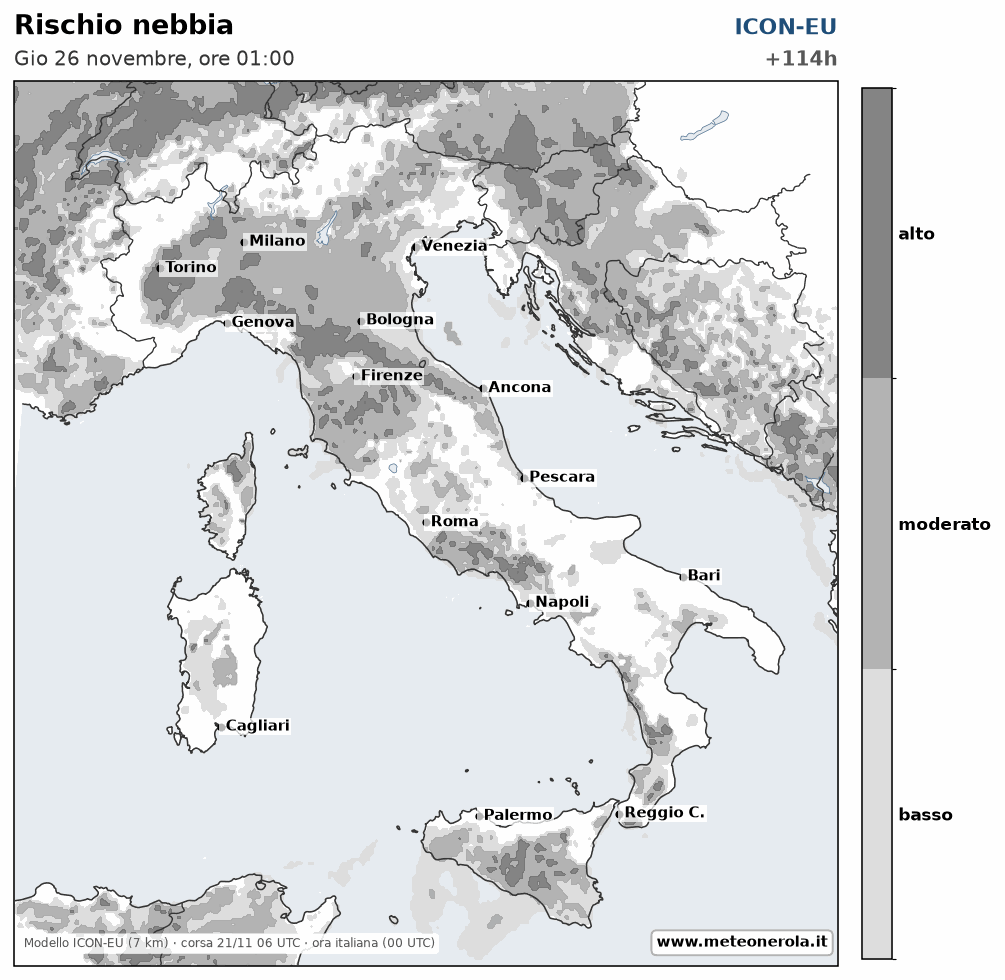 Rischio nebbia
ICON-EU
Gio 26 novembre, ore 01:00
+114h
alto
moderato
basso
Milano
Venezia
Torino
Genova
Bologna
Firenze
Ancona
Pescara
Roma
Bari
Napoli
Cagliari
Palermo
Reggio C.
Modello ICON-EU (7 km) · corsa 21/11 06 UTC · ora italiana (00 UTC)
www.meteonerola.it